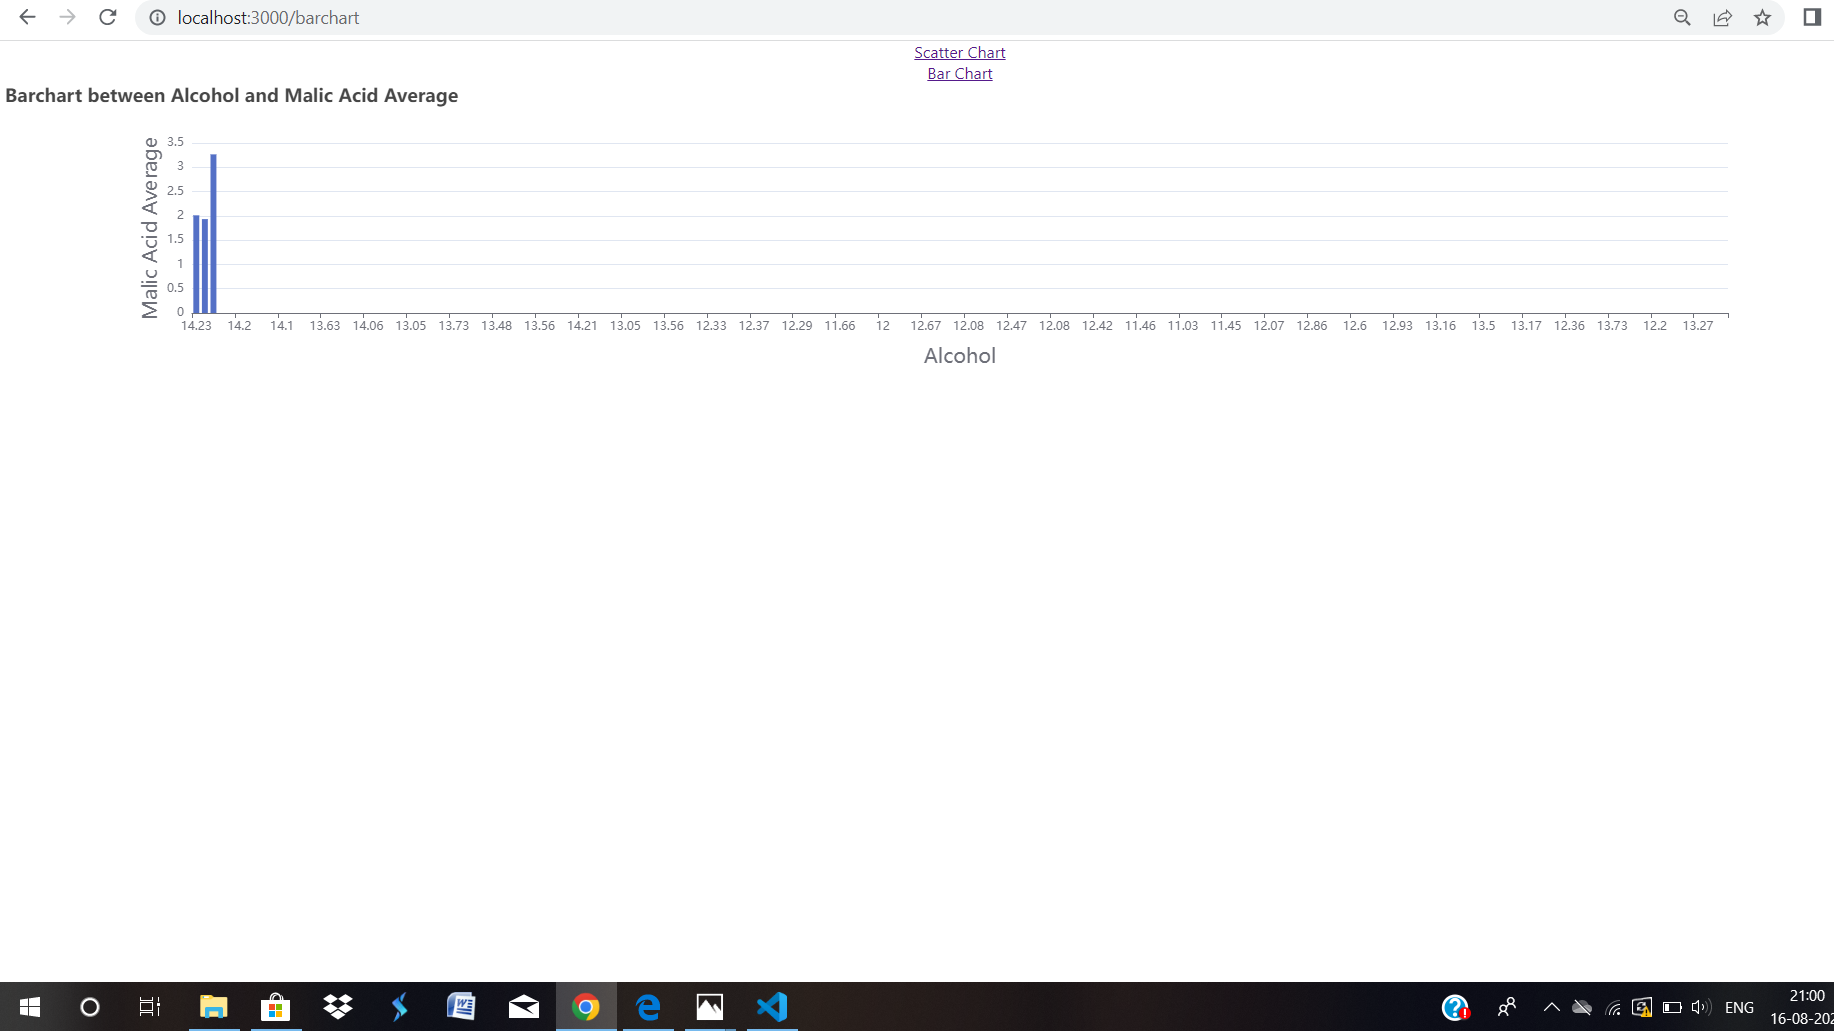 localhost:3000/barchart
Scatter Chart
Bar Chart
Barchart between Alcohol and Malic Acid Average
Malic Acid Average
3.5
3
2.5
2
1.5
1
0.5
0
14.23 14.2 14.1 13.63 14.06 13.05 13.73 13.48 13.56 14.21 13.05 13.56 12.33 12.37 12.29 11.66 12 12.67 12.08 12.47 12.08 12.42 11.46 11.03 11.45 12.07 12.86 12.6 12.93 13.16 13.5 13.17 12.36 13.73 12.2 13.27
Alcohol
ENG
21:00
16-08-202